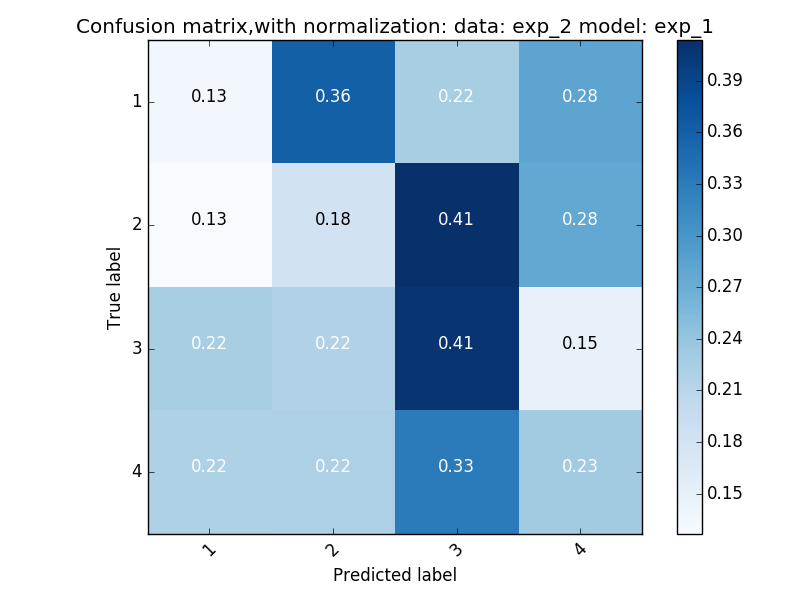 Confusion matrix,with normalization: data: exp_2 model: exp_1
True label
1
0.13 0.36 0.22 0.28
2
0.13 0.18 0.41 0.28
3
0.22 0.22 0.41 0.15
4
0.22 0.22 0.33 0.23
1 2 3 4
Predicted label
0.39
0.36
0.33
0.30
0.27
0.24
0.21
0.18
0.15